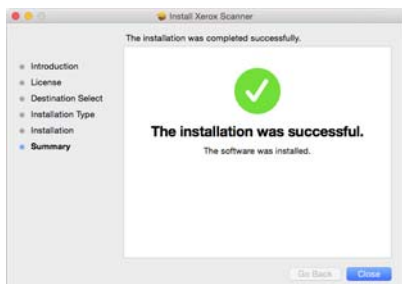 Install Xerox Scanner
The installation was completed successfully.
Introduction
License
Destination Select
Installation Type
Installation
Summary
The installation was successful.
The software was installed.
Go Back
Close